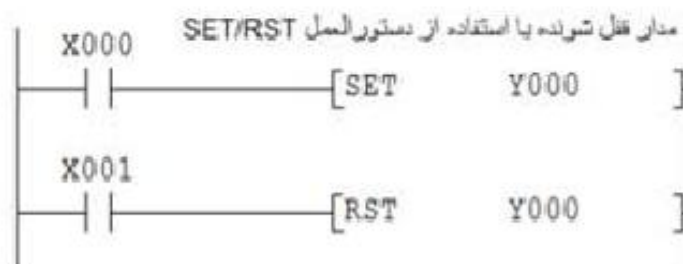 مدار قفل شونده با استفاده از دستورالعمل SET/RST
X000
[SET Y000 ]
X001
[RST Y000 ]